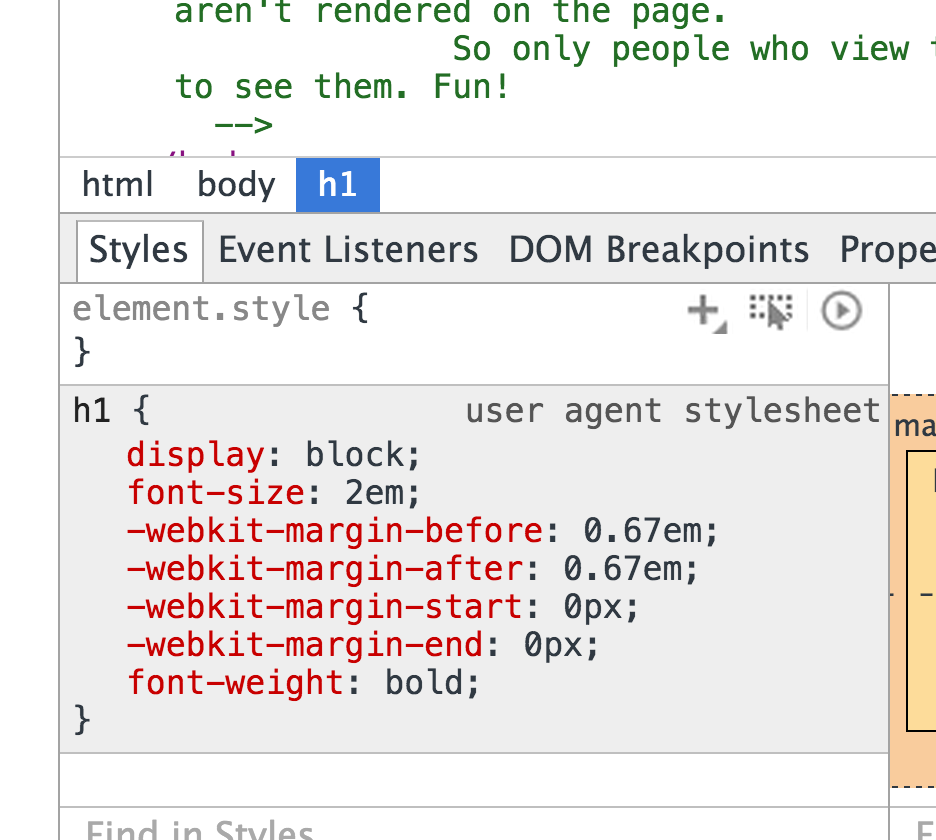 aren't rendered on the page.
So only people who view
to see them. Fun!
-->
html body h1
Styles Event Listeners DOM Breakpoints Prope
element.style {
}
h1 { user agent stylesheet
display: block;
font-size: 2em;
-webkit-margin-before: 0.67em;
-webkit-margin-after: 0.67em;
-webkit-margin-start: 0px;
-webkit-margin-end: 0px;
font-weight: bold;
}
ma
-
Find in Styles